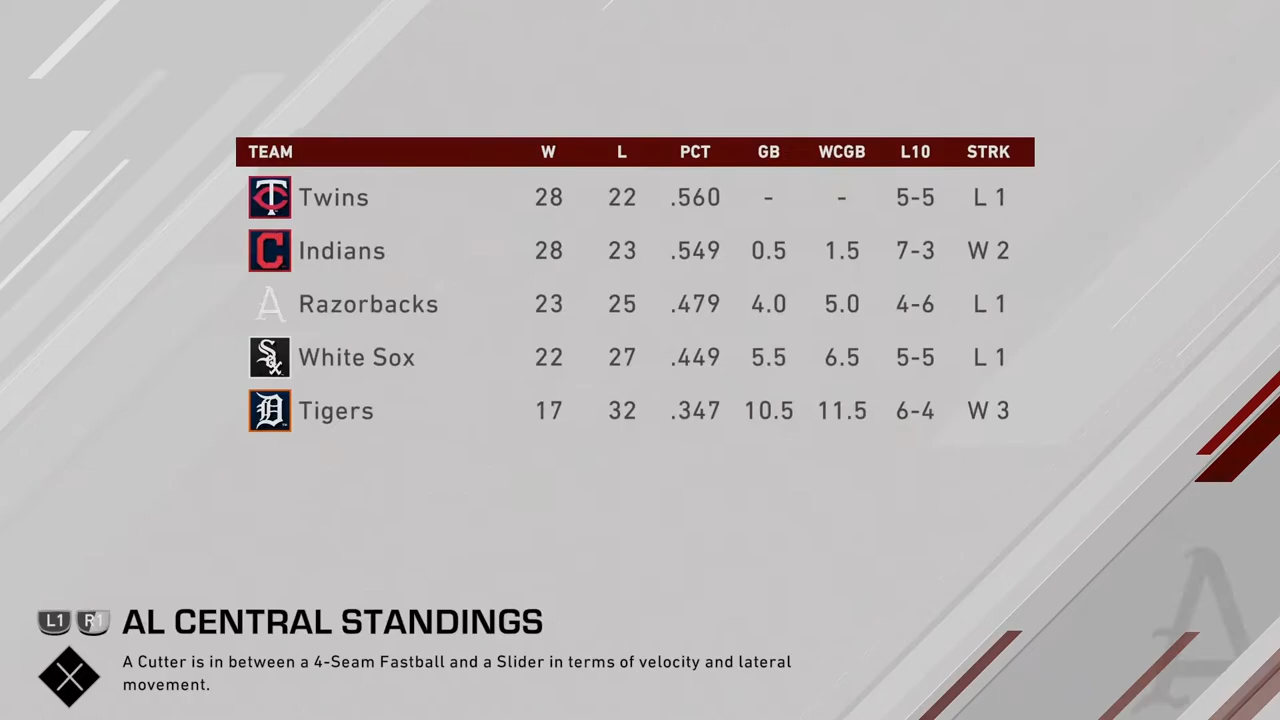 TEAM W L PCT GB WCGB L10 STRK
Twins 28 22 .560 - - 5-5 L 1
Indians 28 23 .549 0.5 1.5 7-3 W 2
Razorbacks 23 25 .479 4.0 5.0 4-6 L 1
White Sox 22 27 .449 5.5 6.5 5-5 L 1
Tigers 17 32 .347 10.5 11.5 6-4 W 3
L1 R1 AL CENTRAL STANDINGS
A Cutter is in between a 4-Seam Fastball and a Slider in terms of velocity and lateral
movement.